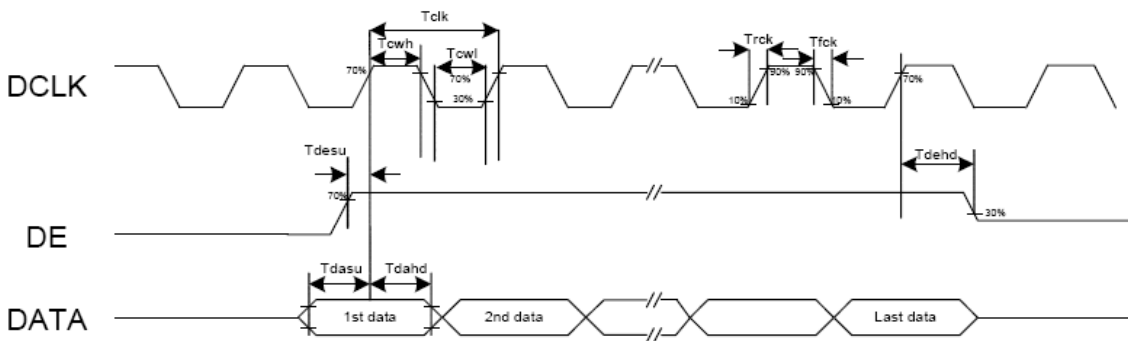 Tclk
Tcwh
Tcwl
Trck
Tfck
DCLK
70%
70%
30%
90%
90%
10%
10%
70%
Tdesu
Tdehd
70%
DE
30%
Tdasu
Tdahd
DATA
1st data
2nd data
Last data